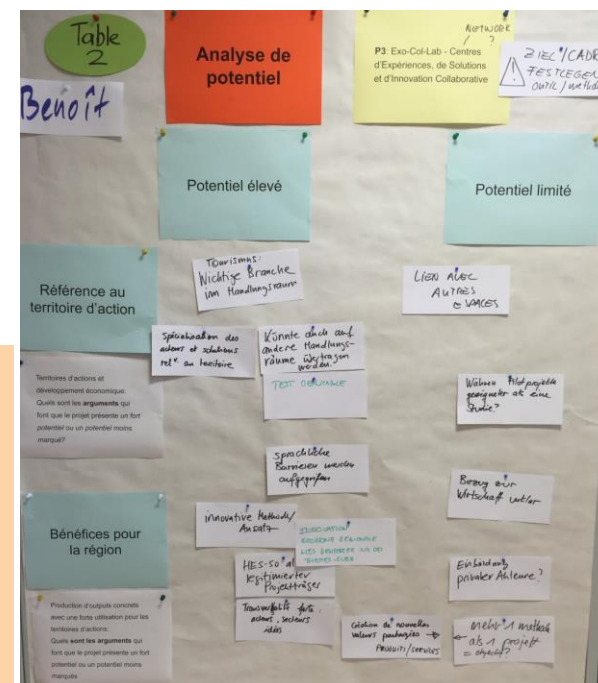 Table
2
Benoît
Analyse de
potentiel
NETWORK
/ ?
P3: Exo-Col-Lab - Centres
d'Expériences, de Solutions
et d'Innovation Collaborative
ZIEL/CADRE
FESTLEGEN
OUTIL/
Potentiel élevé
Potentiel limité
Référence au
territoire d'action
Territoires d'actions et
développement économique:
Quels sont les arguments qui
font que le projet présente un fort
potentiel ou un potentiel moins
marqué?
Tourismus:
Wichtige Branche
im Handlungsraum
LIEN AVEC
AUTRES
ESPACES
Spécialisation des
acteurs et solutions
au territoire
Könnte auch auf
andere Handlungs-
räume übertragen
werden.
TEST
Wären Pilotprojekte
geeigneter als eine
Studie?
Sprachliche
Barrieren werden
aufgegriffen
Bezug zur
Wirtschaft unklar
Bénéfices pour
la région
Production d'outputs concrets
avec une forte utilisation pour les
territoires d'actions:
Quels sont les arguments qui
font que le projet présente un fort
potentiel ou un potentiel moins
marqués
innovative Methode/
Ansatz
INNOVATION
HES-SO
legitimierter
Projektträger
Einbindung
privater Akteure?
Transversalité forte:
acteurs, secteurs
idées
Création de nouvelles
valeurs partagées →
PRODUITS/SERVICES
mehr 1 methode
← als 1 projekt
= objectif?